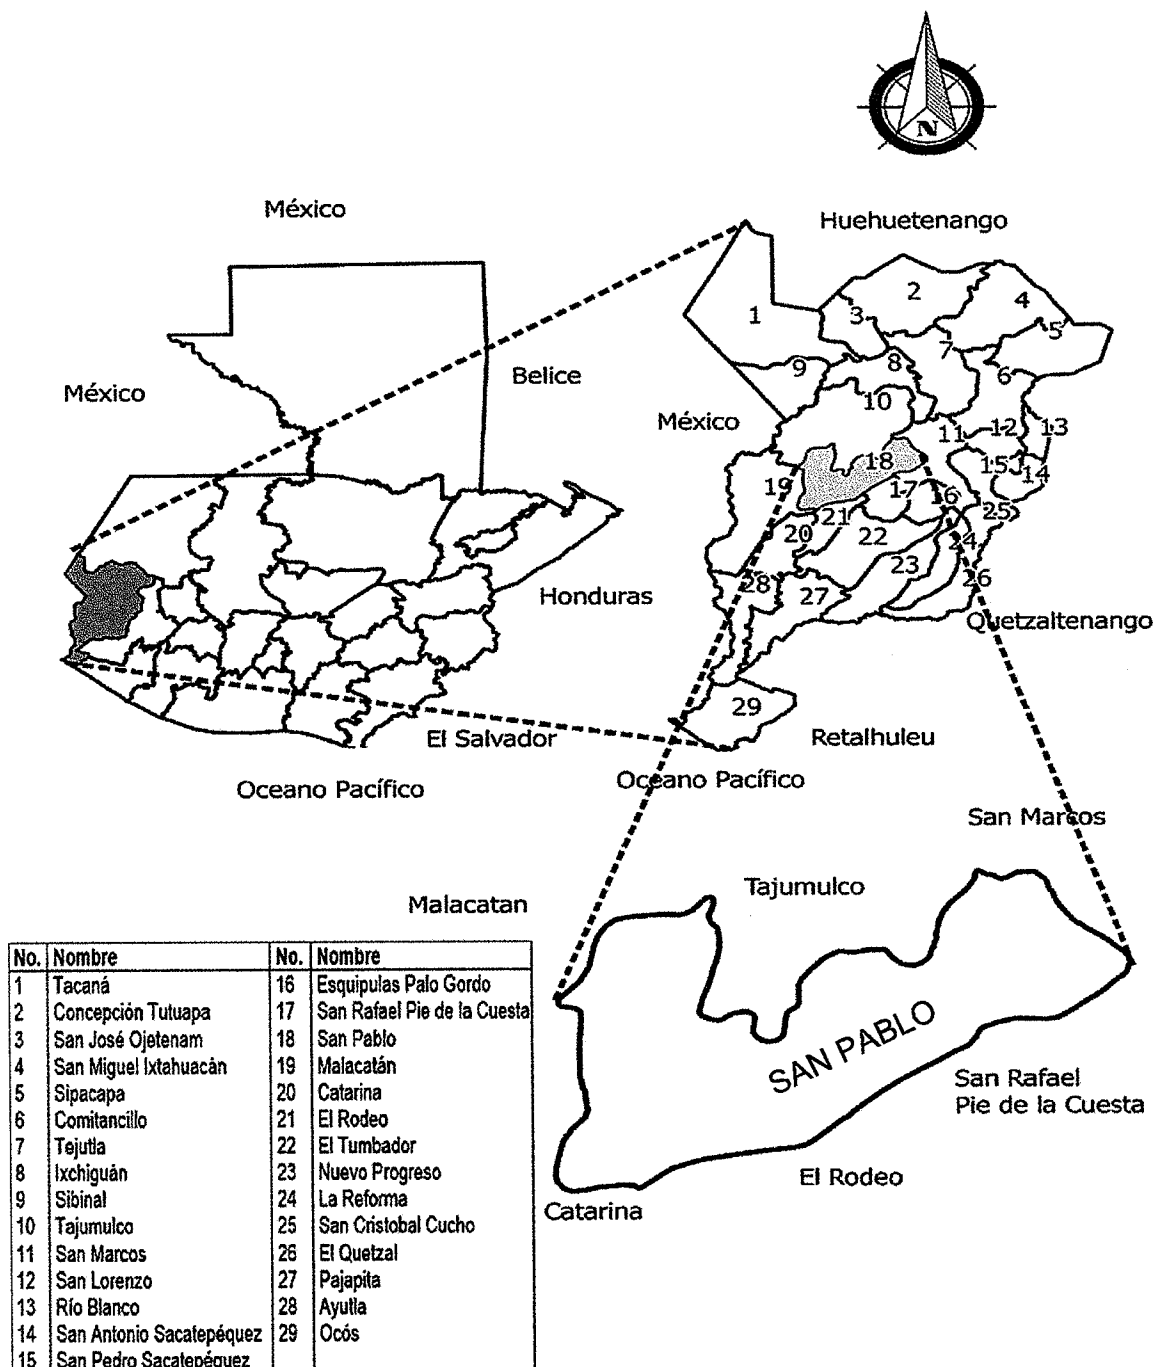 N
México
Huehuetenango
México
Belice
México
Honduras
El Salvador
Oceano Pacífico
Quetzaltenango
Retalhuleu
Oceano Pacífico
1
2
3
4
5
6
7
8
9
10
11
12
13
14
15
16
17
18
19
20
21
22
23
24
25
26
27
28
29
San Marcos
Tajumulco
Malacatan
SAN PABLO
San Rafael
Pie de la Cuesta
El Rodeo
Catarina
No. Nombre No. Nombre
1 Tacaná 16 Esquipulas Palo Gordo
2 Concepción Tutuapa 17 San Rafael Pie de la Cuesta
3 San José Ojetenam 18 San Pablo
4 San Miguel Ixtahuacán 19 Malacatán
5 Sipacapa 20 Catarina
6 Comitancillo 21 El Rodeo
7 Tejutla 22 El Tumbador
8 Ixchiguán 23 Nuevo Progreso
9 Sibinal 24 La Reforma
10 Tajumulco 25 San Cristobal Cucho
11 San Marcos 26 El Quetzal
12 San Lorenzo 27 Pajapita
13 Río Blanco 28 Ayutla
14 San Antonio Sacatepéquez 29 Ocós
15 San Pedro Sacatepéquez